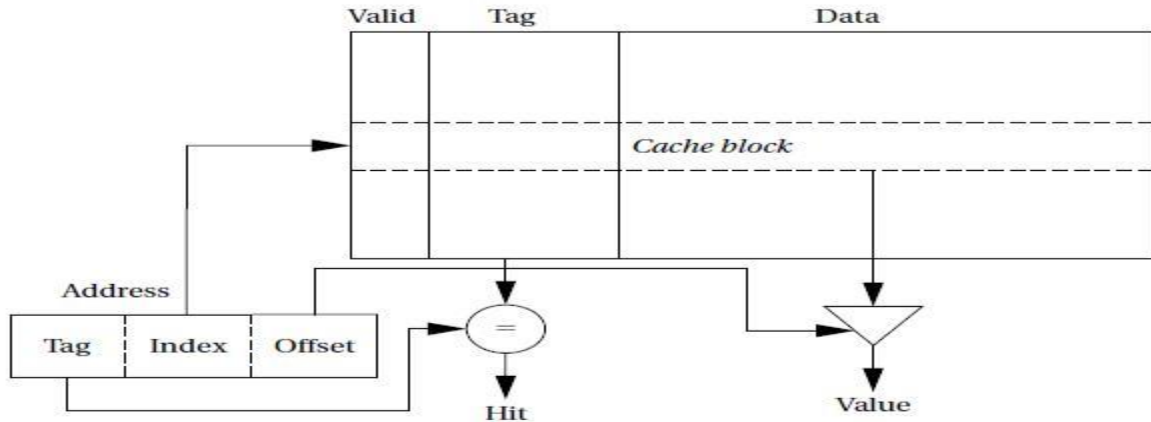 Valid Tag Data
Cache block
Address
Tag Index Offset
=
Hit
Value